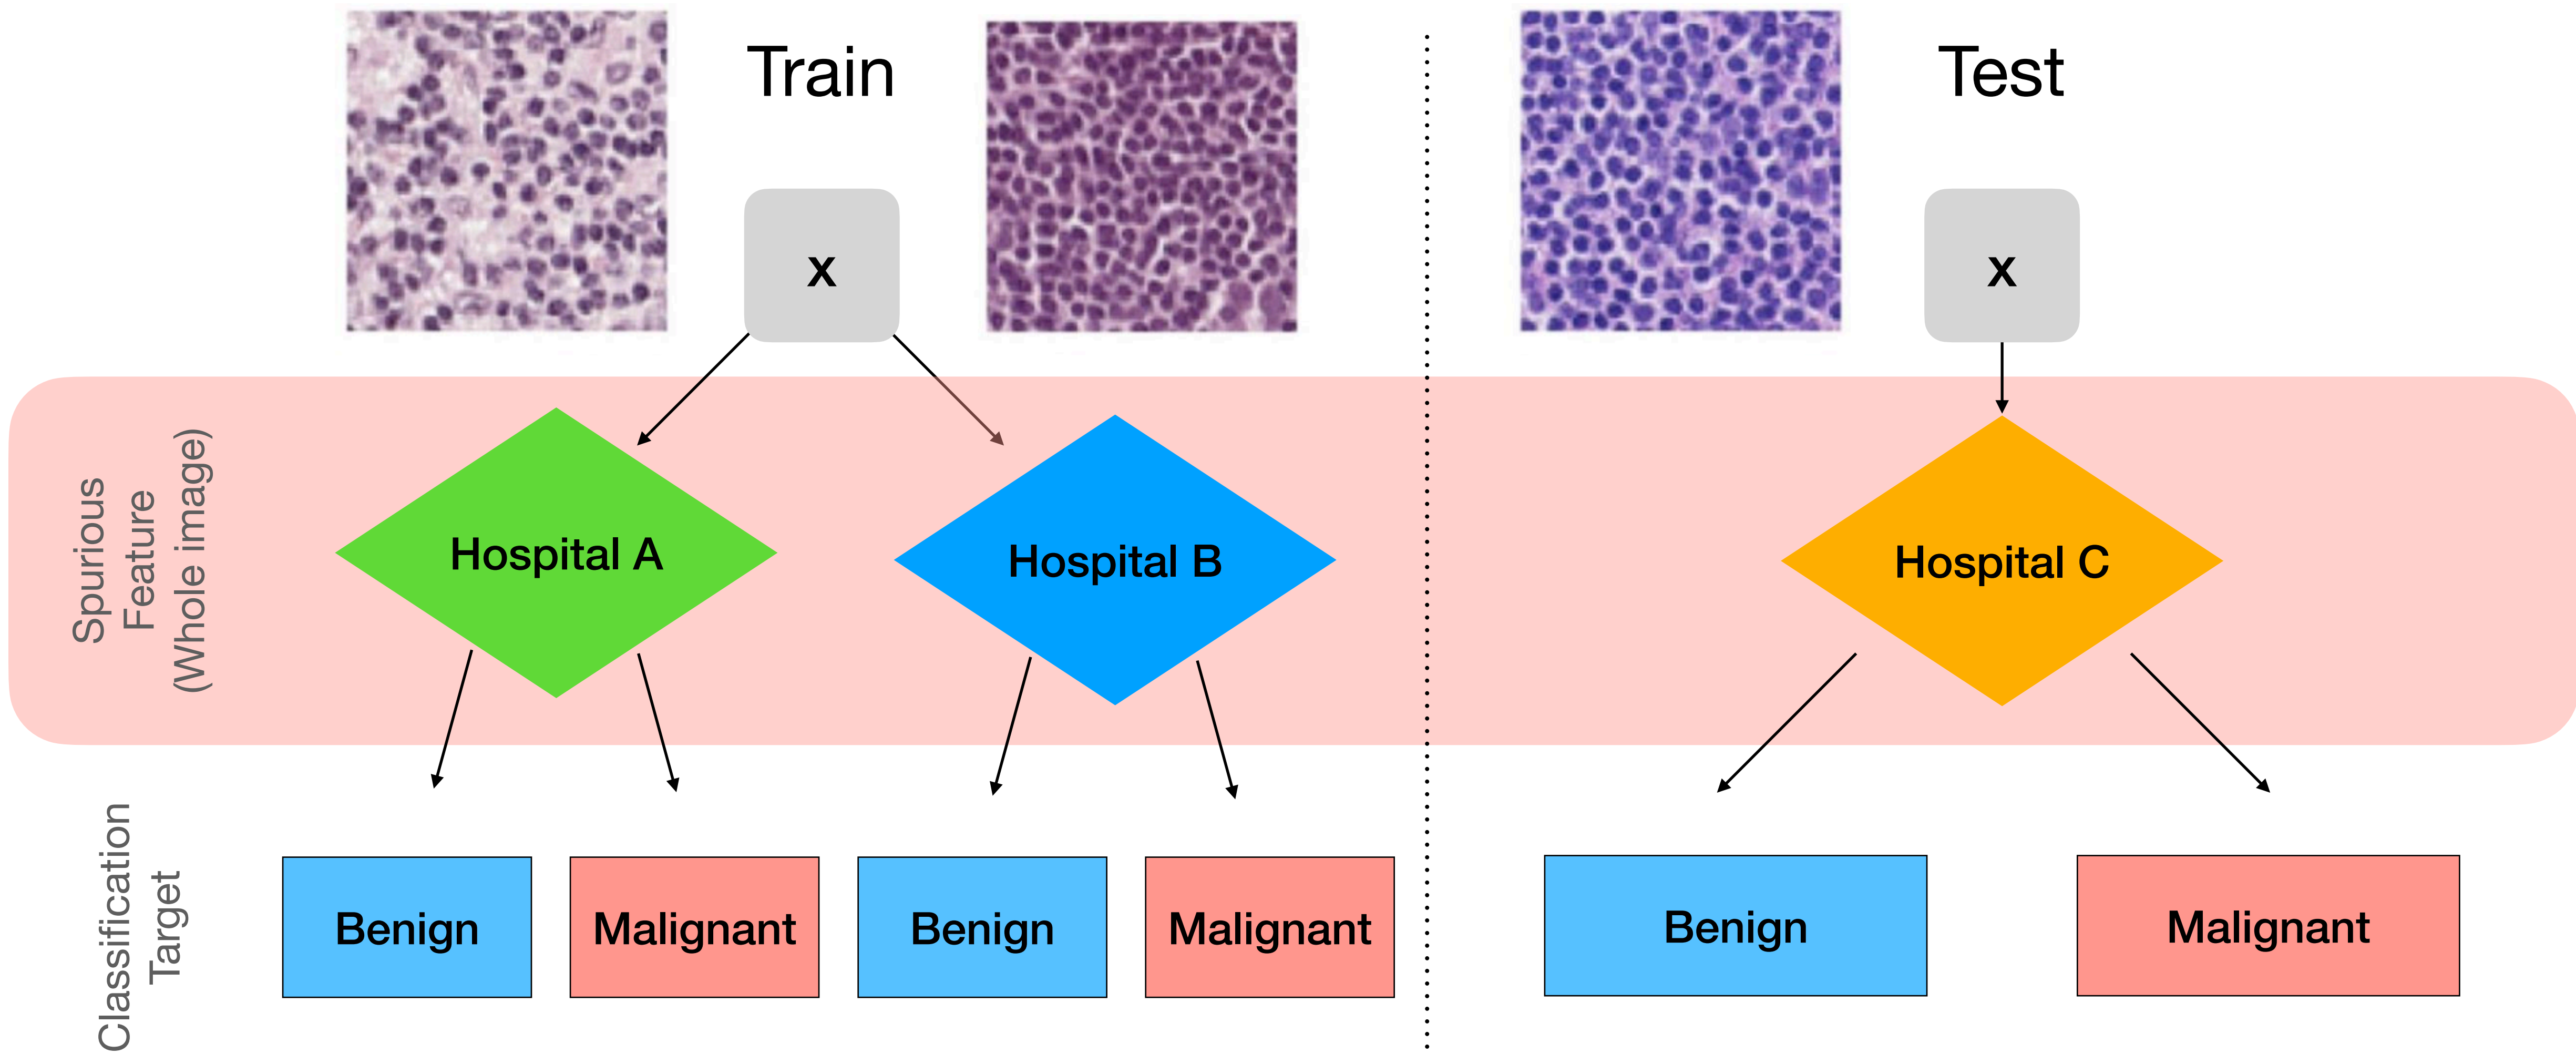 Train
Test
x
x
Spurious
Feature
(Whole image)
Hospital A
Hospital B
Hospital C
Classification
Target
Benign
Malignant
Benign
Malignant
Benign
Malignant